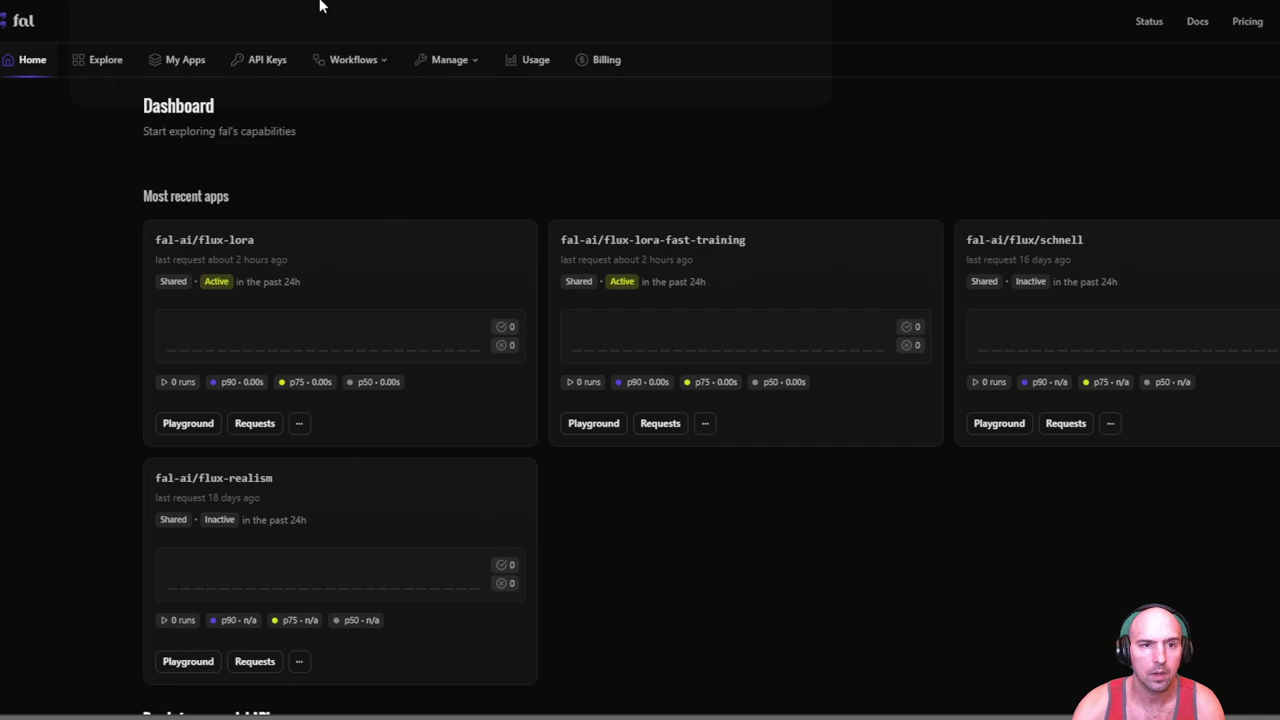 fal
Status Docs Pricing
Home Explore My Apps API Keys Workflows Manage Usage Billing
Dashboard
Start exploring fal's capabilities
Most recent apps
fal-ai/flux-lora
last request about 2 hours ago
Shared · Active in the past 24h
0
0
0 runs p90 · 0.00s p75 · 0.00s p50 · 0.00s
Playground Requests ...
fal-ai/flux-lora-fast-training
last request about 2 hours ago
Shared · Active in the past 24h
0
0
0 runs p90 · 0.00s p75 · 0.00s p50 · 0.00s
Playground Requests ...
fal-ai/flux/schnell
last request 16 days ago
Shared · Inactive in the past 24h
0 runs p90 · n/a p75 · n/a p50 · n/a
Playground Requests ...
fal-ai/flux-realism
last request 18 days ago
Shared · Inactive in the past 24h
0
0
0 runs p90 · n/a p75 · n/a p50 · n/a
Playground Requests ...